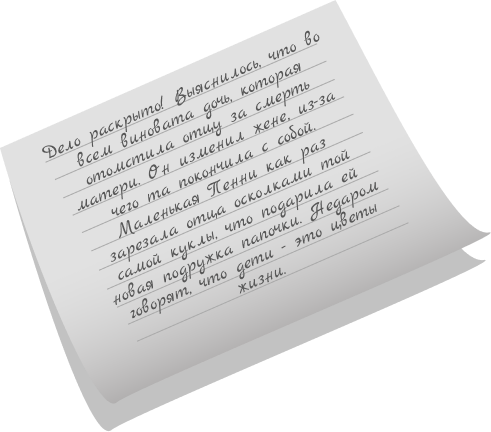 Дело раскрыто! Выяснилось, что во
всем виновата дочь, которая
отомстила отцу за смерть
матери. Он изменил жене, из-за
чего та покончила с собой.
Маленькая Пенни как раз
зарезала отца осколками той
самой куклы, что подарила ей
новая подружка папочки. Недаром
говорят, что дети - это цветы
жизни.